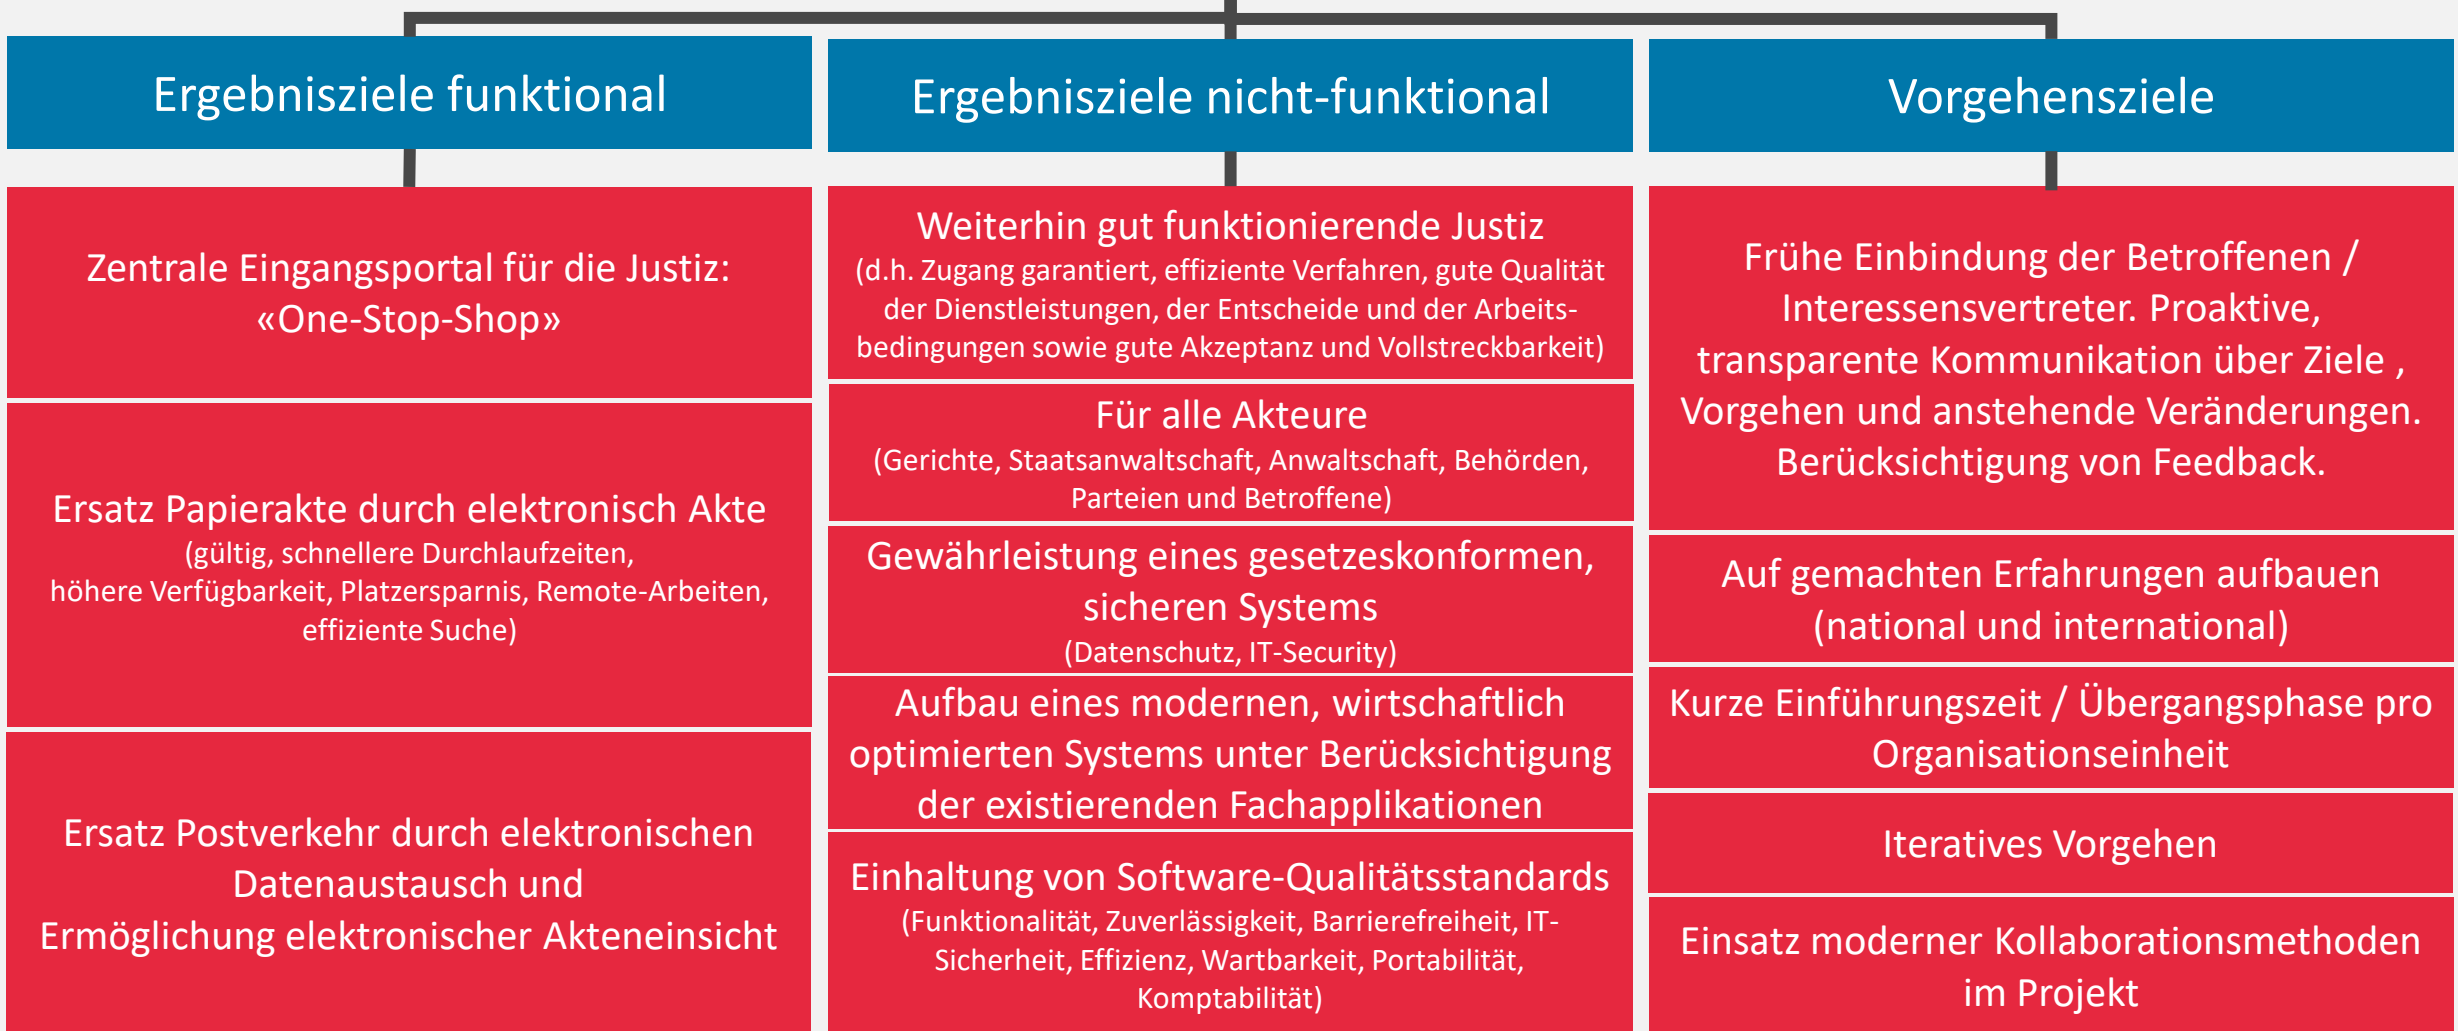 Ergebnisziele funktional
Zentrale Eingangsportal für die Justiz:
«One-Stop-Shop»
Ersatz Papierakte durch elektronisch Akte
(gültig, schnellere Durchlaufzeiten,
höhere Verfügbarkeit, Platzersparnis, Remote-Arbeiten,
effiziente Suche)
Ersatz Postverkehr durch elektronischen
Datenaustausch und
Ermöglichung elektronischer Akteneinsicht
Ergebnisziele nicht-funktional
Weiterhin gut funktionierende Justiz
(d.h. Zugang garantiert, effiziente Verfahren, gute Qualität
der Dienstleistungen, der Entscheide und der Arbeits-
bedingungen sowie gute Akzeptanz und Vollstreckbarkeit)
Für alle Akteure
(Gerichte, Staatsanwaltschaft, Anwaltschaft, Behörden,
Parteien und Betroffene)
Gewährleistung eines gesetzeskonformen,
sicheren Systems
(Datenschutz, IT-Security)
Aufbau eines modernen, wirtschaftlich
optimierten Systems unter Berücksichtigung
der existierenden Fachapplikationen
Einhaltung von Software-Qualitätsstandards
(Funktionalität, Zuverlässigkeit, Barrierefreiheit, IT-
Sicherheit, Effizienz, Wartbarkeit, Portabilität,
Komptabilität)
Vorgehensziele
Frühe Einbindung der Betroffenen /
Interessensvertreter. Proaktive,
transparente Kommunikation über Ziele ,
Vorgehen und anstehende Veränderungen.
Berücksichtigung von Feedback.
Auf gemachten Erfahrungen aufbauen
(national und international)
Kurze Einführungszeit / Übergangsphase pro
Organisationseinheit
Iteratives Vorgehen
Einsatz moderner Kollaborationsmethoden
im Projekt